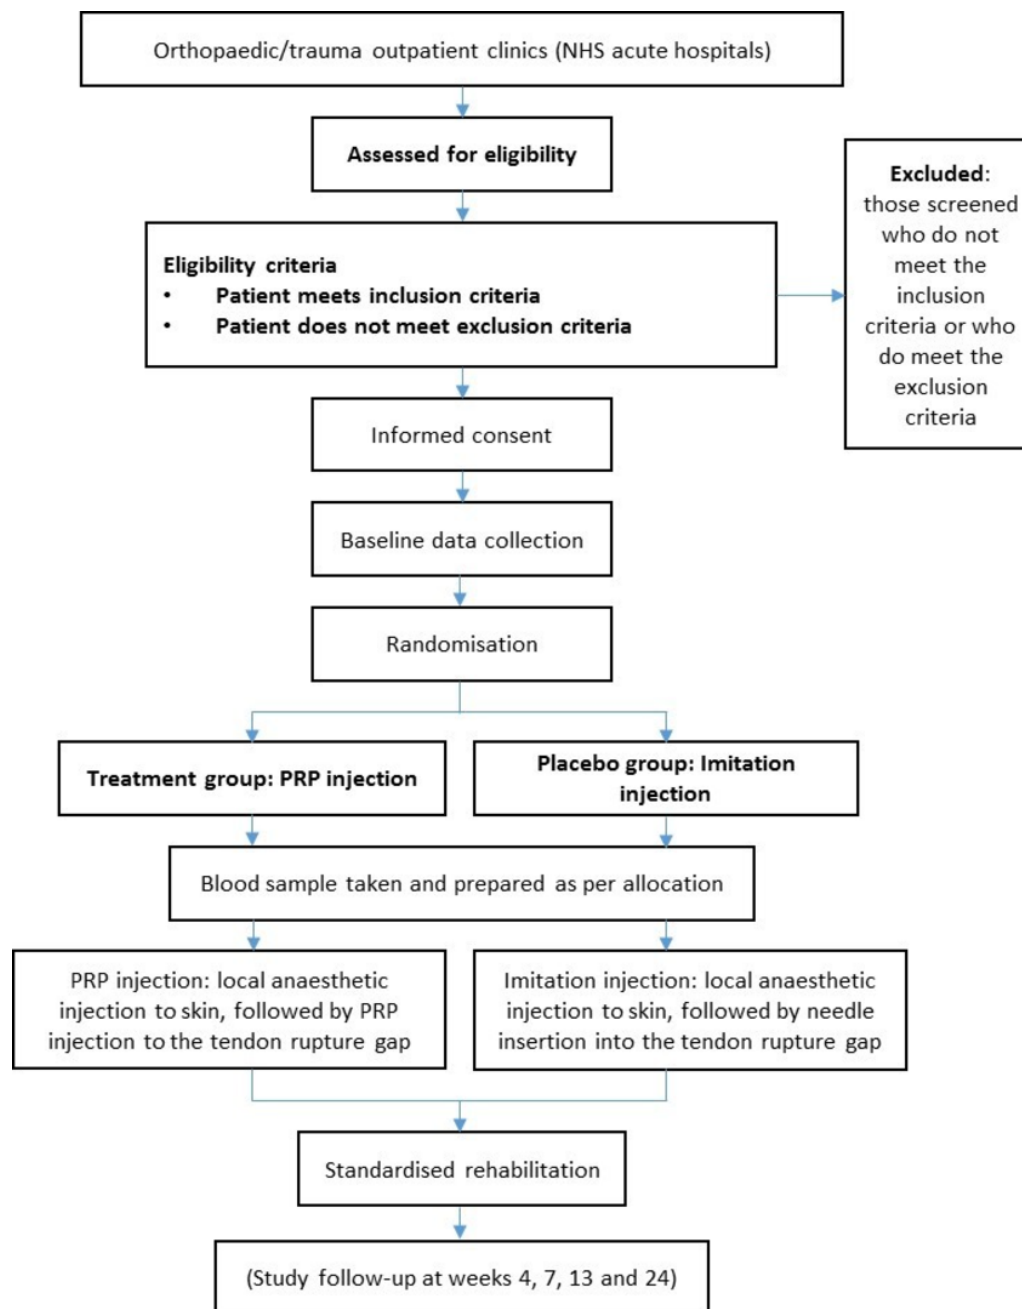 Orthopaedic/trauma outpatient clinics (NHS acute hospitals)
Assessed for eligibility
Eligibility criteria
• Patient meets inclusion criteria
• Patient does not meet exclusion criteria
Excluded:
those screened
who do not
meet the
inclusion
criteria or who
do meet the
exclusion
criteria
Informed consent
Baseline data collection
Randomisation
Treatment group: PRP injection
Placebo group: Imitation
injection
Blood sample taken and prepared as per allocation
PRP injection: local anaesthetic
injection to skin, followed by PRP
injection to the tendon rupture gap
Imitation injection: local anaesthetic
injection to skin, followed by needle
insertion into the tendon rupture gap
Standardised rehabilitation
(Study follow-up at weeks 4, 7, 13 and 24)